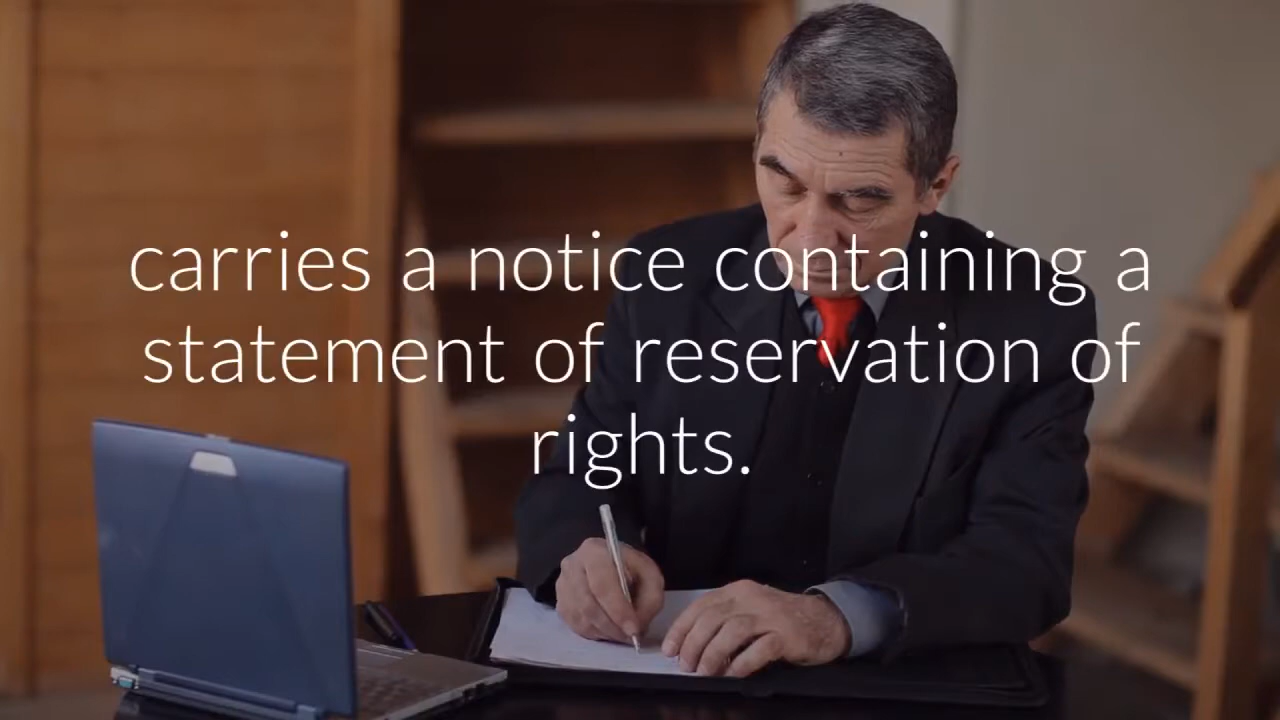 carries a notice containing a
statement of reservation of
rights.